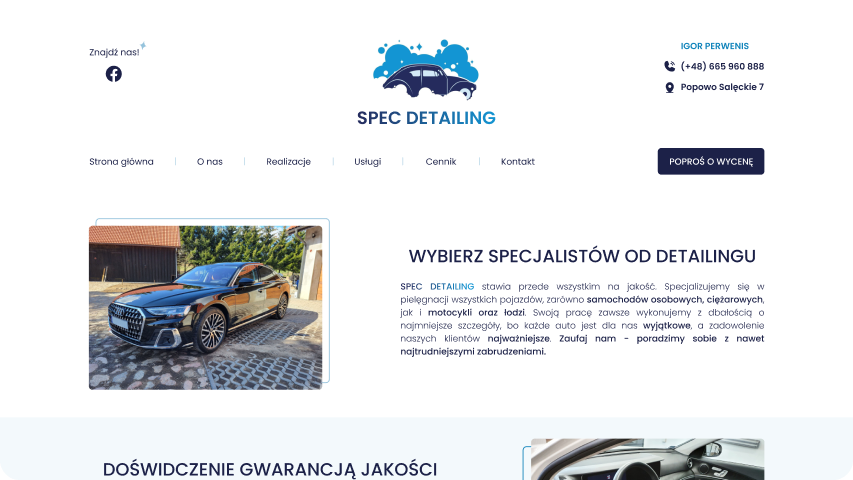 Znajdź nas!
SPEC DETAILING
IGOR PERWENIS
(+48) 665 960 888
Popowo Salęckie 7
Strona główna
O nas
Realizacje
Usługi
Cennik
Kontakt
POPROŚ O WYCENĘ
WYBIERZ SPECJALISTÓW OD DETAILINGU
SPEC DETAILING stawia przede wszystkim na jakość. Specjalizujemy się w
pielęgnacji wszystkich pojazdów, zarówno samochodów osobowych, ciężarowych,
jak i motocykli oraz łodzi. Swoją pracę zawsze wykonujemy z dbałością o
najmniejsze szczegóły, bo każde auto jest dla nas wyjątkowe, a zadowolenie
naszych klientów najważniejsze. Zaufaj nam - poradzimy sobie z nawet
najtrudniejszymi zabrudzeniami.
DOŚWIDCZENIE GWARANCJĄ JAKOŚCI